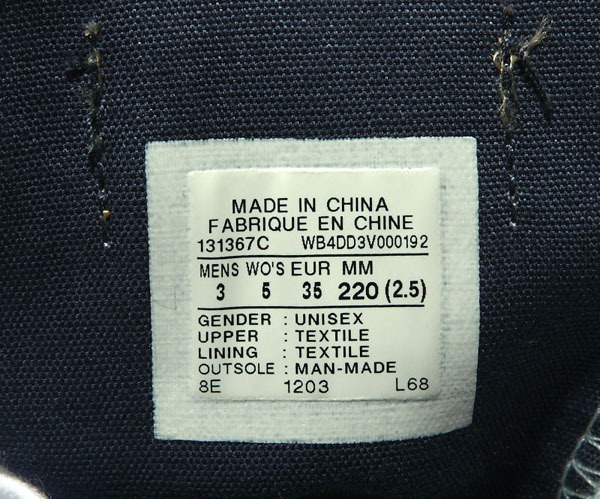 MADE IN CHINA
FABRIQUE EN CHINE
131367C WB4DD3V000192
MENS WO'S EUR MM
3 5 35 220 (2.5)
GENDER : UNISEX
UPPER : TEXTILE
LINING : TEXTILE
OUTSOLE : MAN-MADE
8E 1203 L68